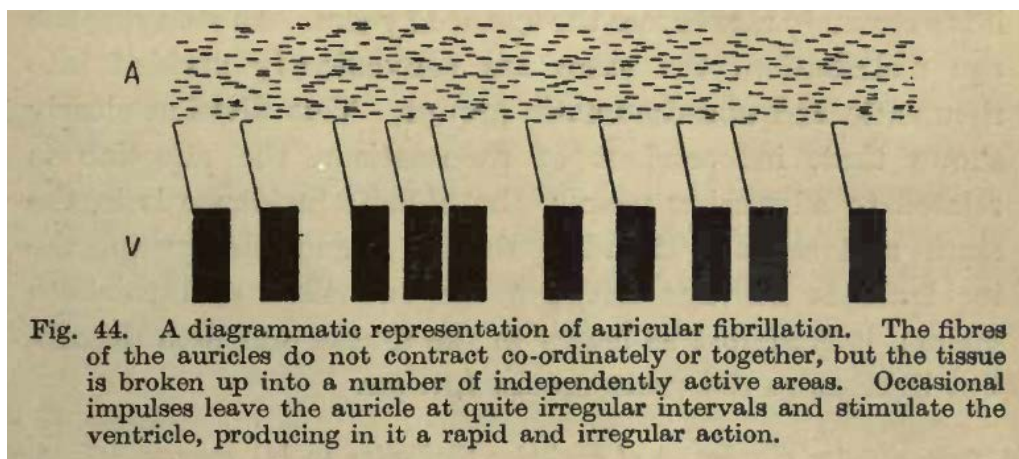 A
V
Fig. 44. A diagrammatic representation of auricular fibrillation. The fibres
of the auricles do not contract co-ordinately or together, but the tissue
is broken up into a number of independently active areas. Occasional
impulses leave the auricle at quite irregular intervals and stimulate the
ventricle, producing in it a rapid and irregular action.